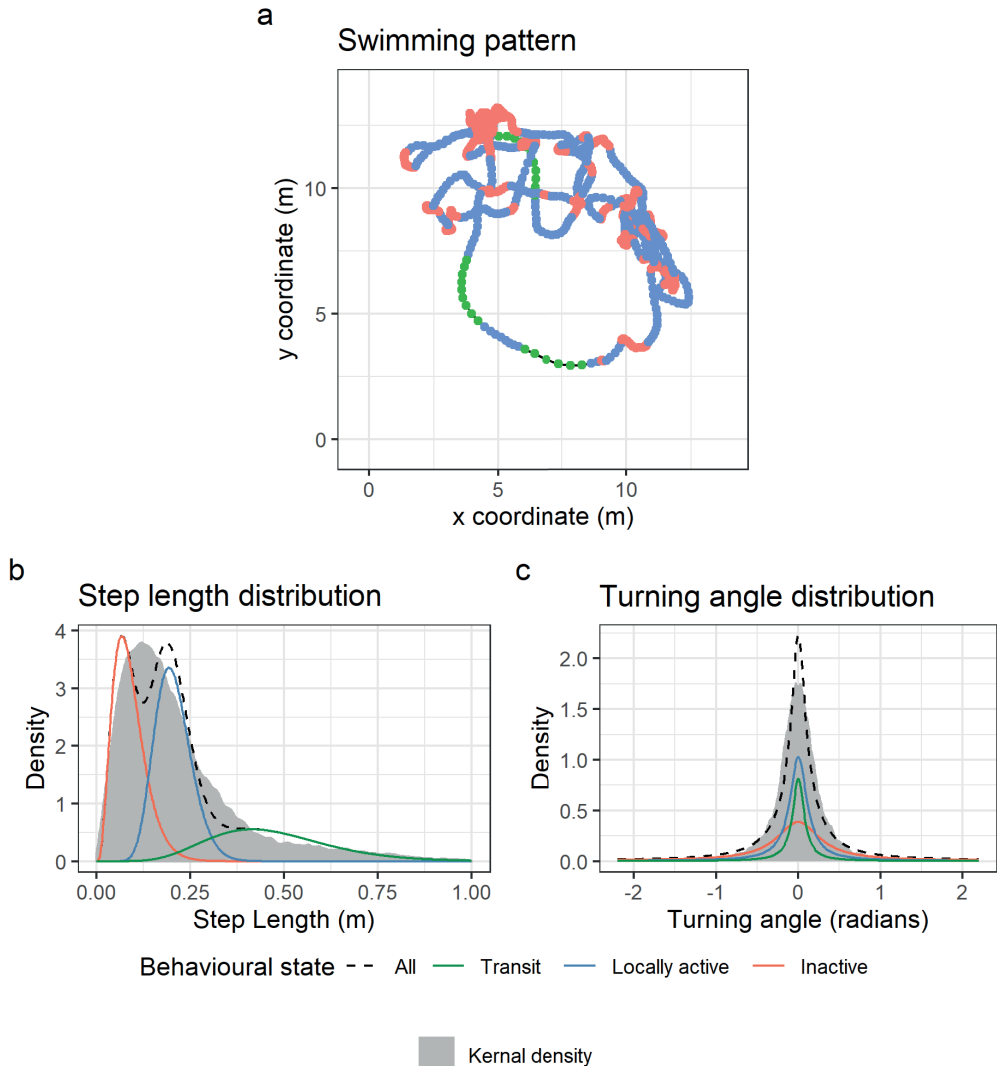 a
Swimming pattern
10
5
0
y coordinate (m)
0 5 10
x coordinate (m)
b
Step length distribution
4
3
2
1
0
Density
0.00 0.25 0.50 0.75 1.00
Step Length (m)
c
Turning angle distribution
2.0
1.5
1.0
0.5
0.0
Density
-2 -1 0 1 2
Turning angle (radians)
Behavioural state All Transit Locally active Inactive
Kernal density